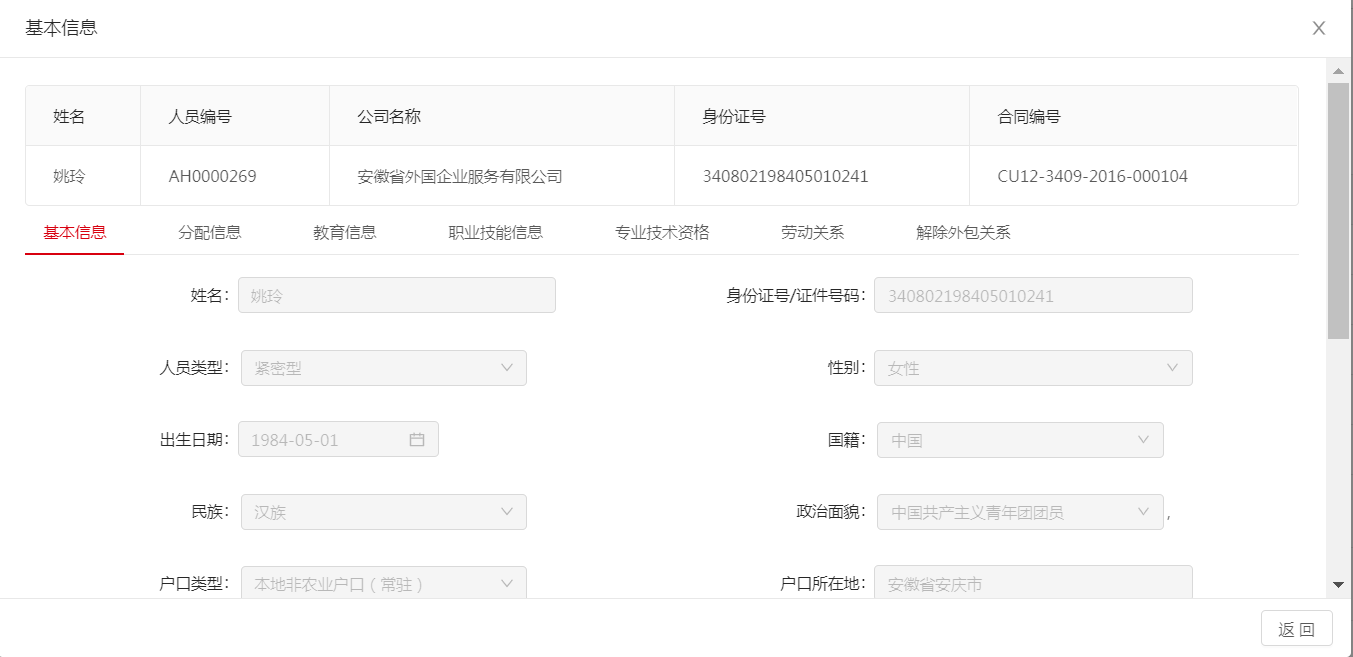 基本信息
姓名 人员编号 公司名称 身份证号 合同编号
姚玲 AH0000269 安徽省外国企业服务有限公司 340802198405010241 CU12-3409-2016-000104
基本信息 分配信息 教育信息 职业技能信息 专业技术资格 劳动关系 解除外包关系
姓名: 姚玲 身份证号/证件号码: 340802198405010241
人员类型: 紧密型 性别: 女性
出生日期: 1984-05-01 国籍: 中国
民族: 汉族 政治面貌: 中国共产主义青年团团员 ,
户口类型: 本地非农业户口（常驻） 户口所在地: 安徽省安庆市
返 回